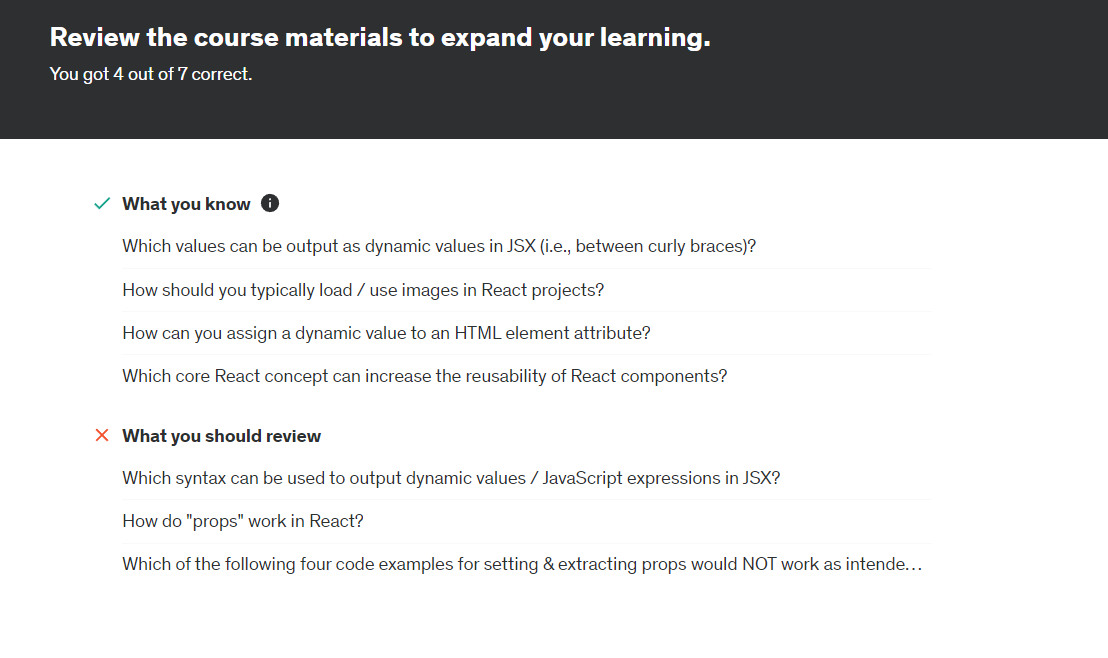 Review the course materials to expand your learning.
You got 4 out of 7 correct.
What you know
Which values can be output as dynamic values in JSX (i.e., between curly braces)?
How should you typically load / use images in React projects?
How can you assign a dynamic value to an HTML element attribute?
Which core React concept can increase the reusability of React components?
What you should review
Which syntax can be used to output dynamic values / JavaScript expressions in JSX?
How do "props" work in React?
Which of the following four code examples for setting & extracting props would NOT work as intende…